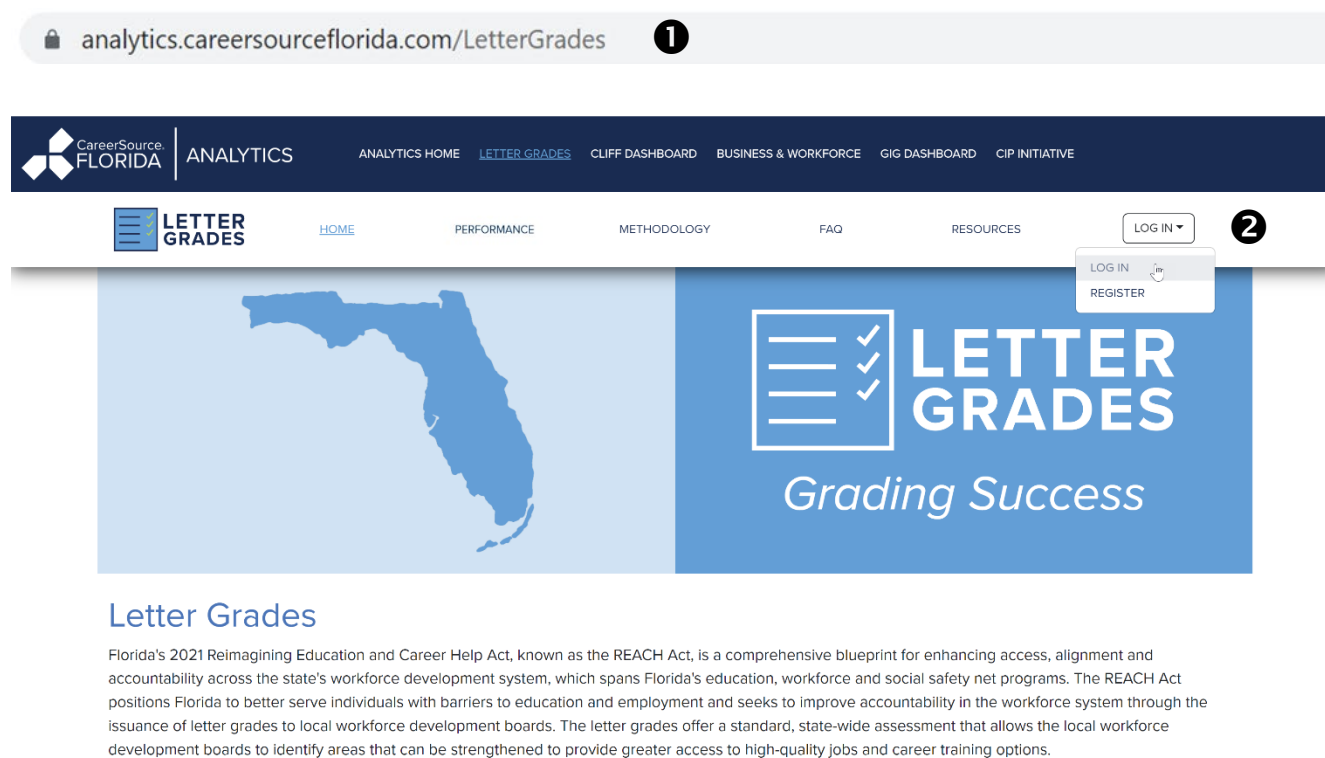 analytics.careersourceflorida.com/LetterGrades ❶
CareerSource.
FLORIDA
ANALYTICS
ANALYTICS HOME LETTER GRADES CLIFF DASHBOARD BUSINESS & WORKFORCE GIG DASHBOARD CIP INITIATIVE
LETTER
GRADES
HOME PERFORMANCE METHODOLOGY FAQ RESOURCES LOG IN ❷
LOG IN
REGISTER
LETTER
GRADES
Grading Success
Letter Grades
Florida's 2021 Reimagining Education and Career Help Act, known as the REACH Act, is a comprehensive blueprint for enhancing access, alignment and
accountability across the state's workforce development system, which spans Florida's education, workforce and social safety net programs. The REACH Act
positions Florida to better serve individuals with barriers to education and employment and seeks to improve accountability in the workforce system through the
issuance of letter grades to local workforce development boards. The letter grades offer a standard, state-wide assessment that allows the local workforce
development boards to identify areas that can be strengthened to provide greater access to high-quality jobs and career training options.